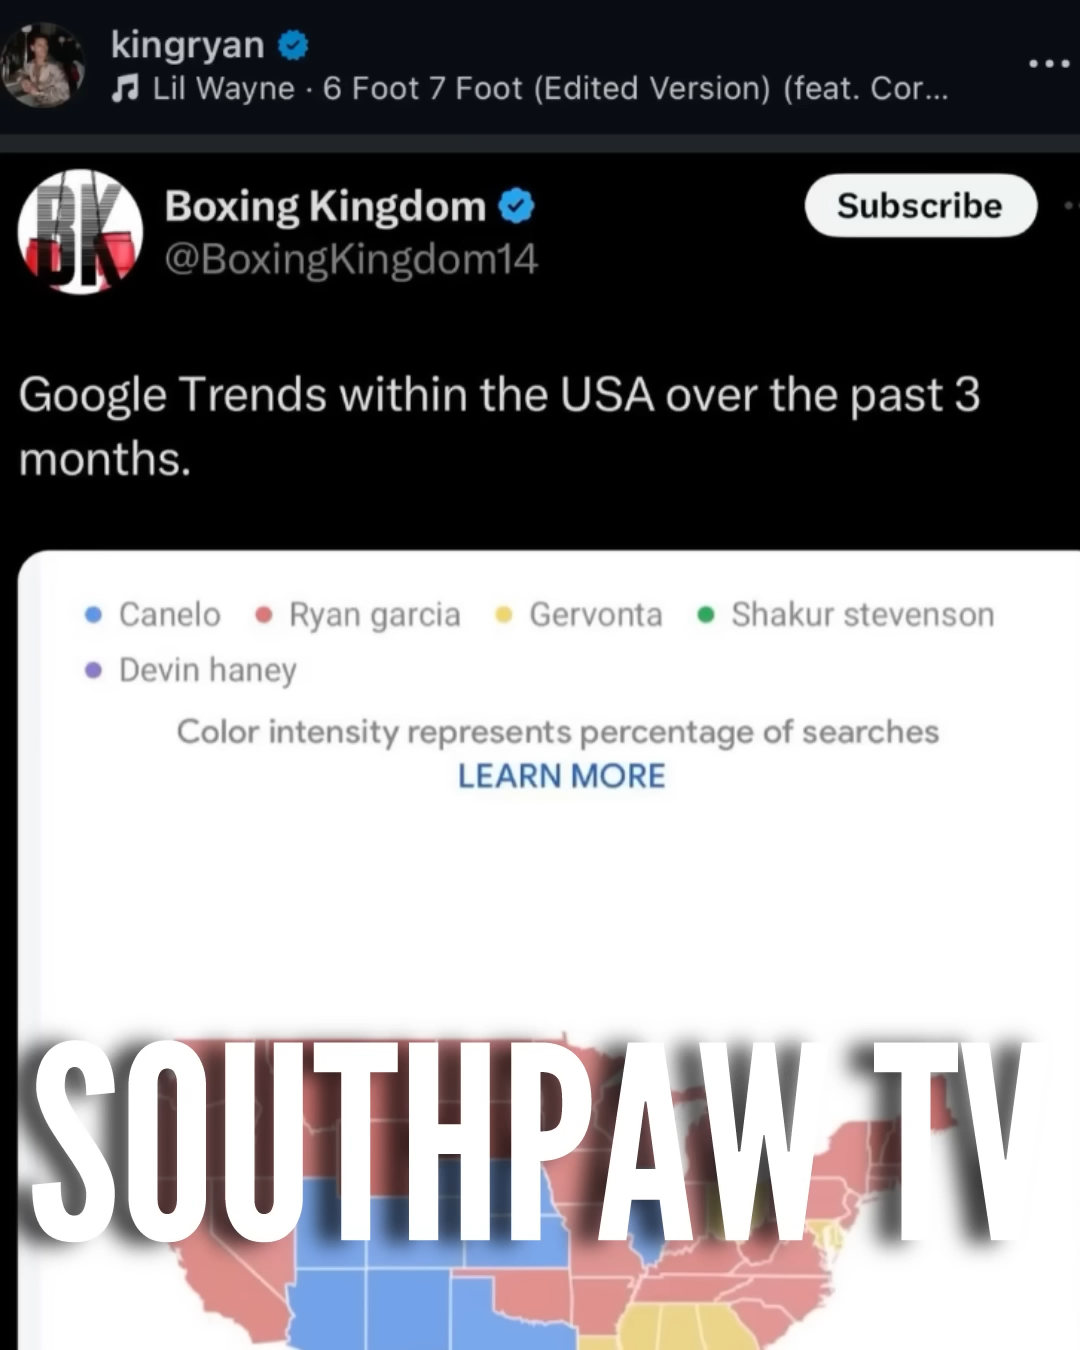 kingryan
Lil Wayne · 6 Foot 7 Foot (Edited Version) (feat. Cor...
BK
Boxing Kingdom
Subscribe
@BoxingKingdom14
Google Trends within the USA over the past 3
months.
Canelo Ryan garcia Gervonta Shakur stevenson
Devin haney
Color intensity represents percentage of searches
LEARN MORE
SOUTHPAW TV